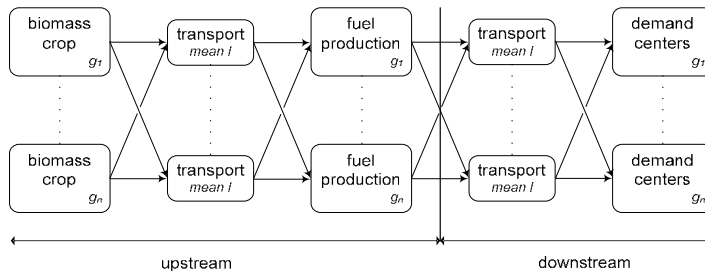 biomass
crop
g1
transport
mean l
fuel
production
g1
transport
mean l
demand
centers
g1
biomass
crop
gn
transport
mean l
fuel
production
gn
transport
mean l
demand
centers
gn
upstream
downstream